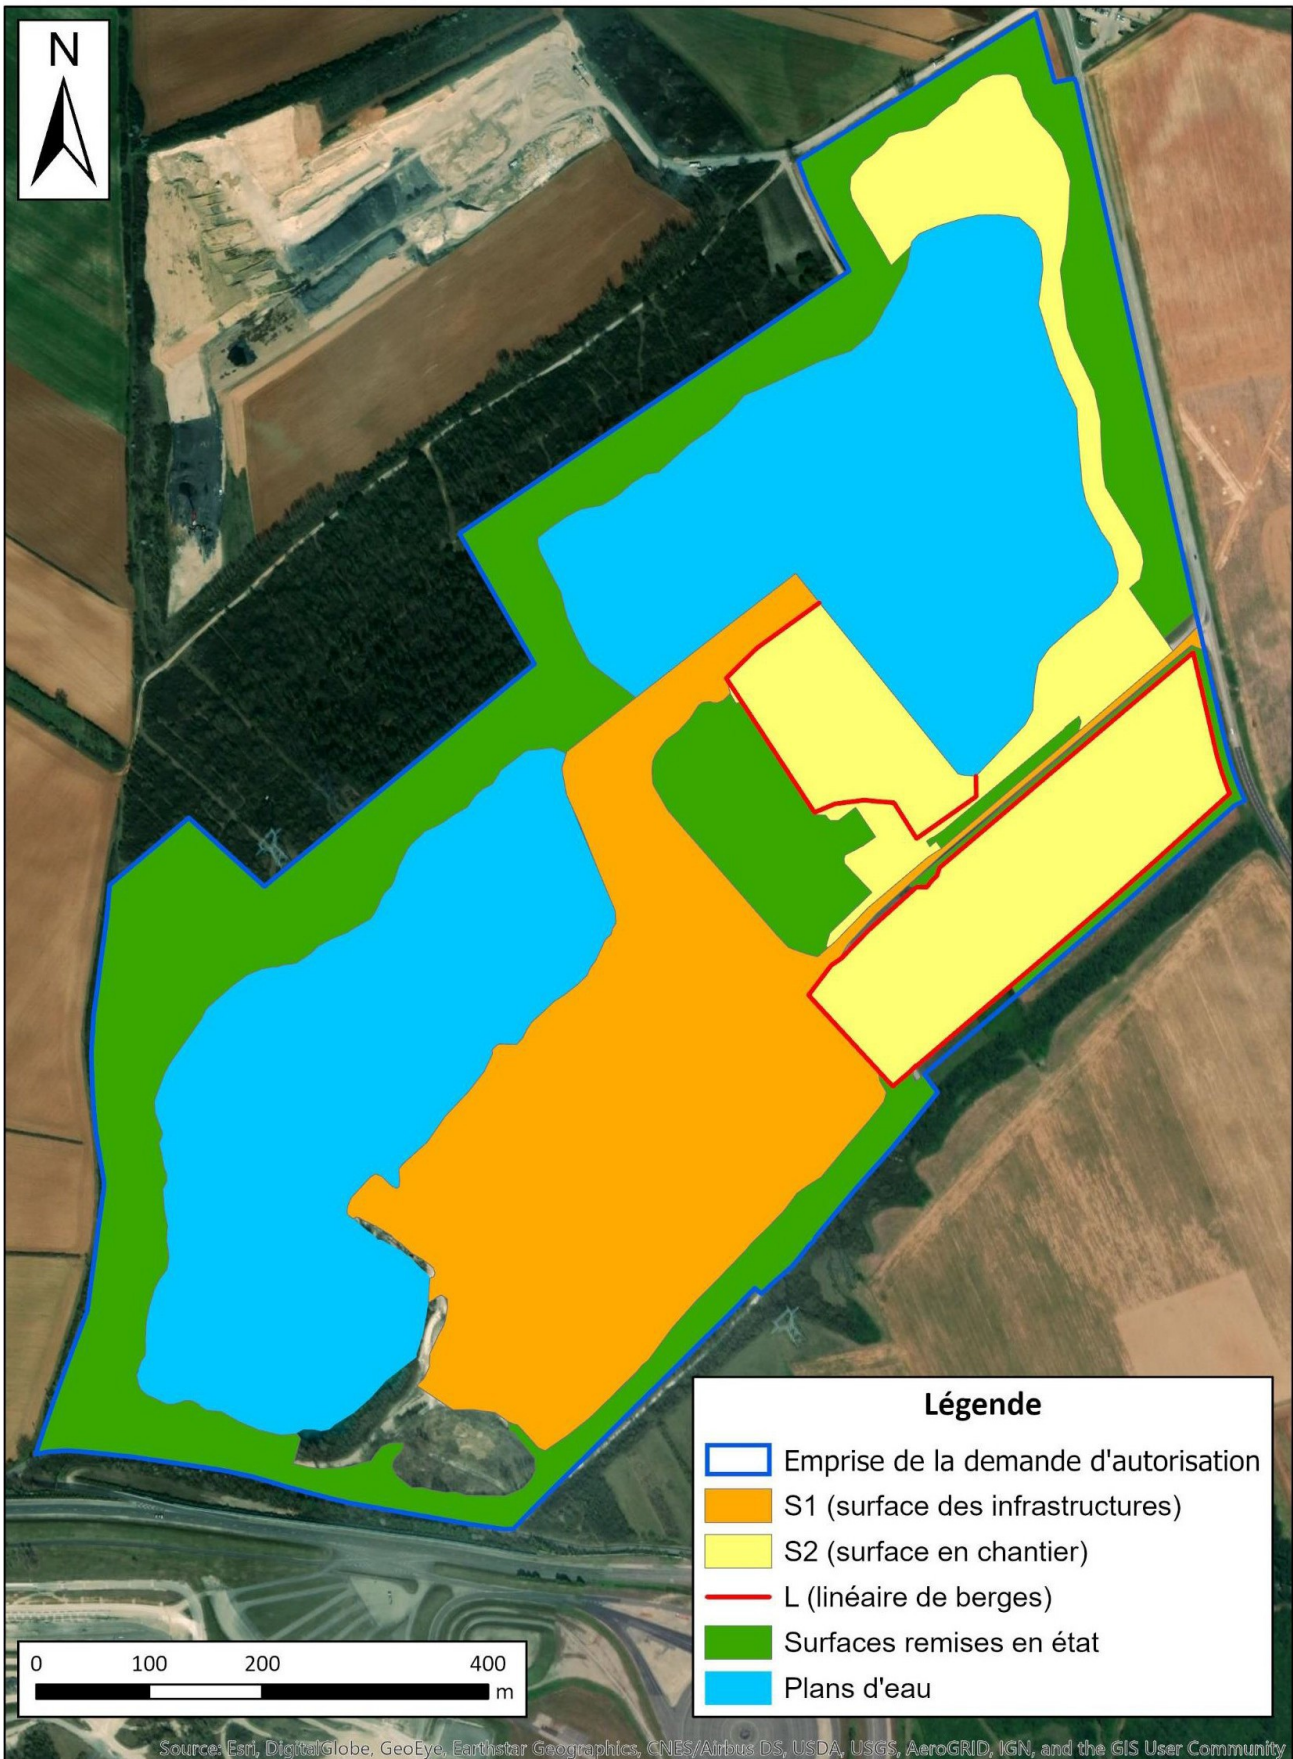 N
Légende
Emprise de la demande d'autorisation
S1 (surface des infrastructures)
S2 (surface en chantier)
L (linéaire de berges)
Surfaces remises en état
Plans d'eau
0 100 200 400
m
Source: Esri, DigitalGlobe, GeoEye, Earthstar Geographics, CNES/Airbus DS, USDA, USGS, AeroGRID, IGN, and the GIS User Community